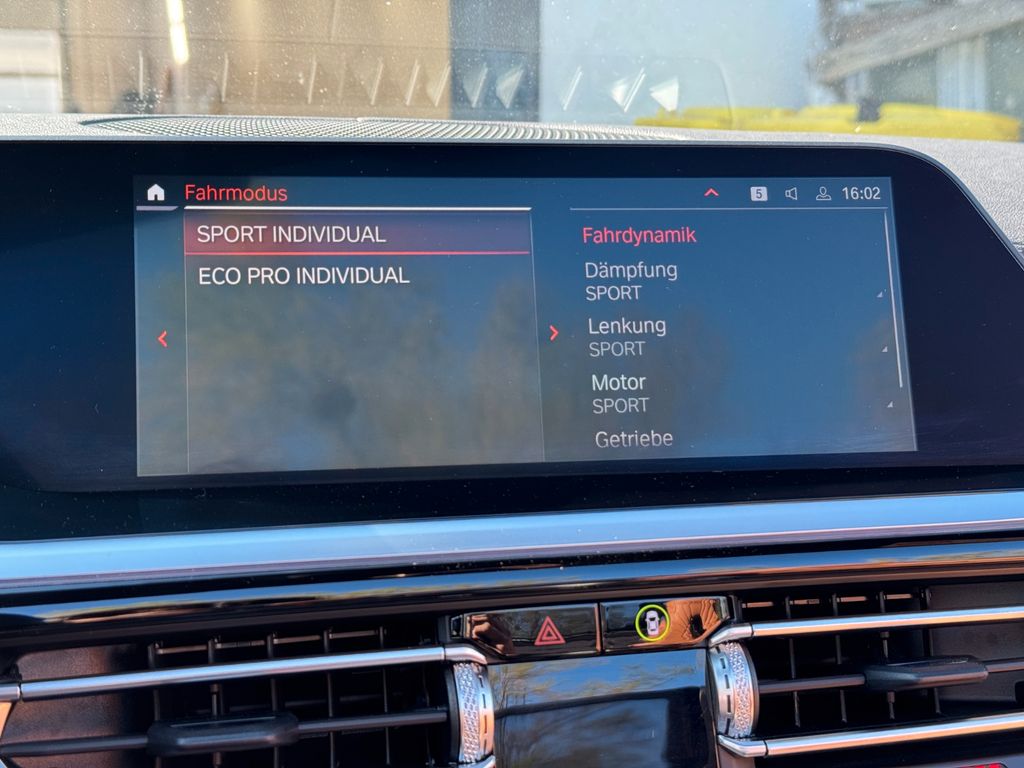 Fahrmodus
5
16:02
SPORT INDIVIDUAL
ECO PRO INDIVIDUAL
Fahrdynamik
Dämpfung
SPORT
Lenkung
SPORT
Motor
SPORT
Getriebe